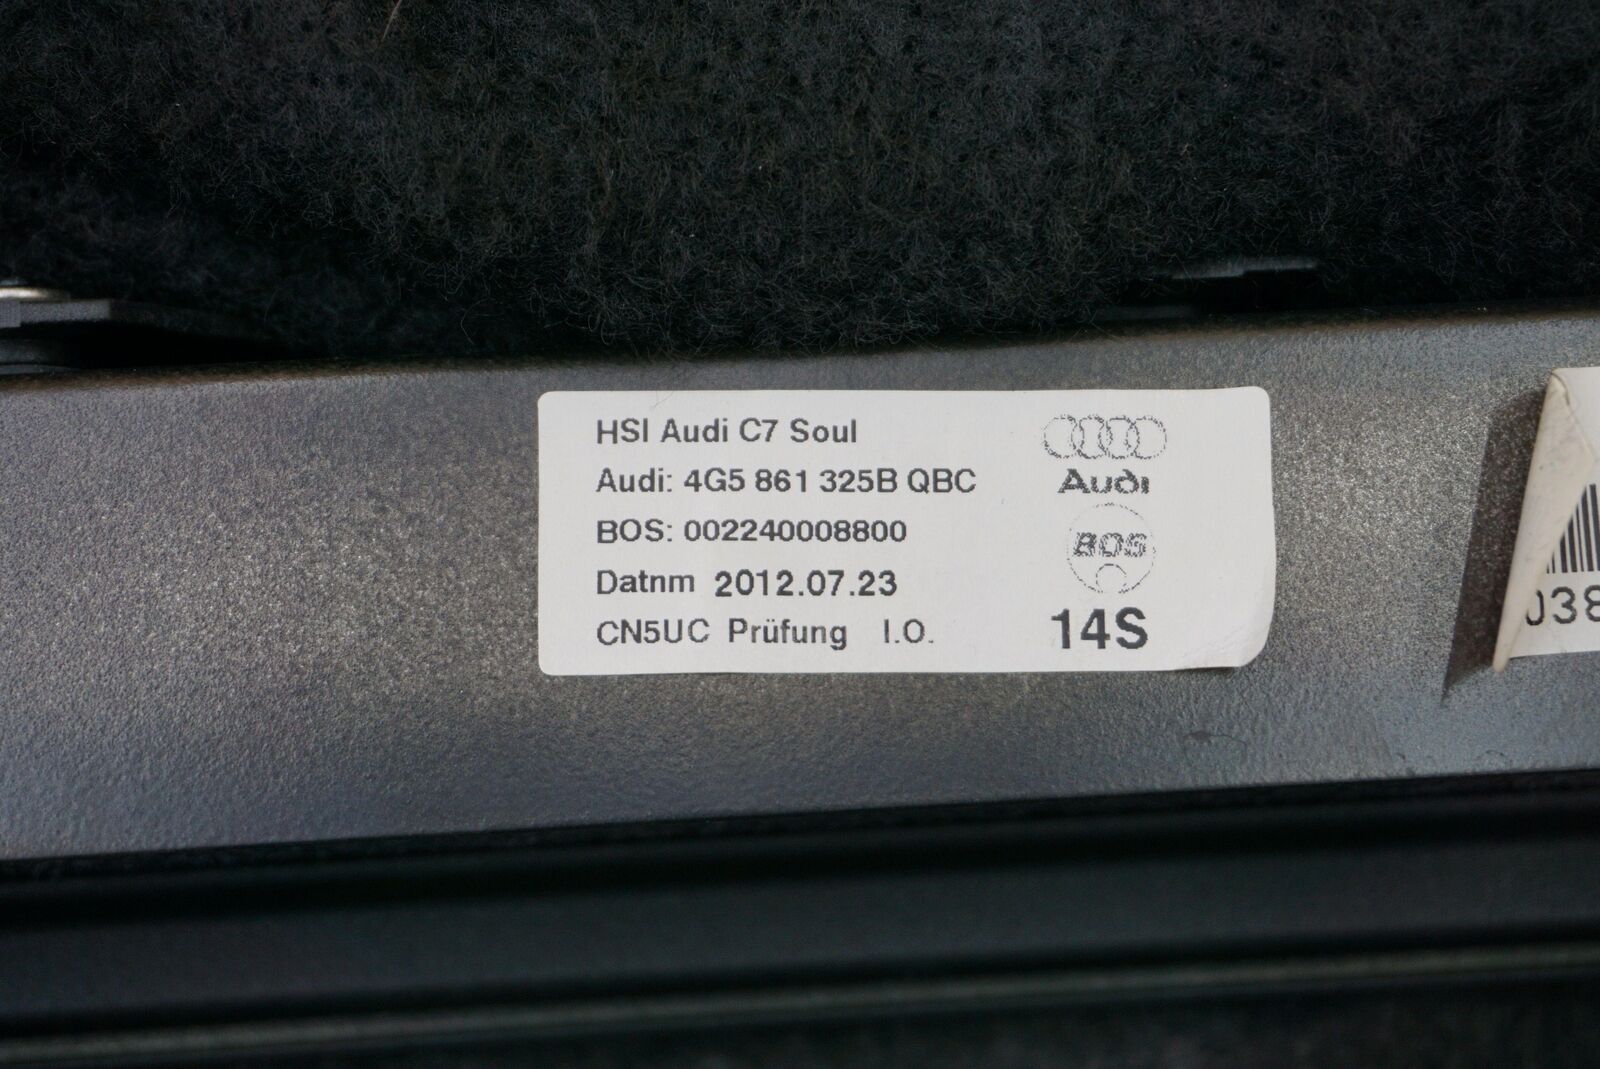 HSI Audi C7 Soul
Audi: 4G5 861 325B QBC
BOS: 002240008800
Datnm 2012.07.23
CN5UC Prüfung I.O.
Audi
BOS
14S
038